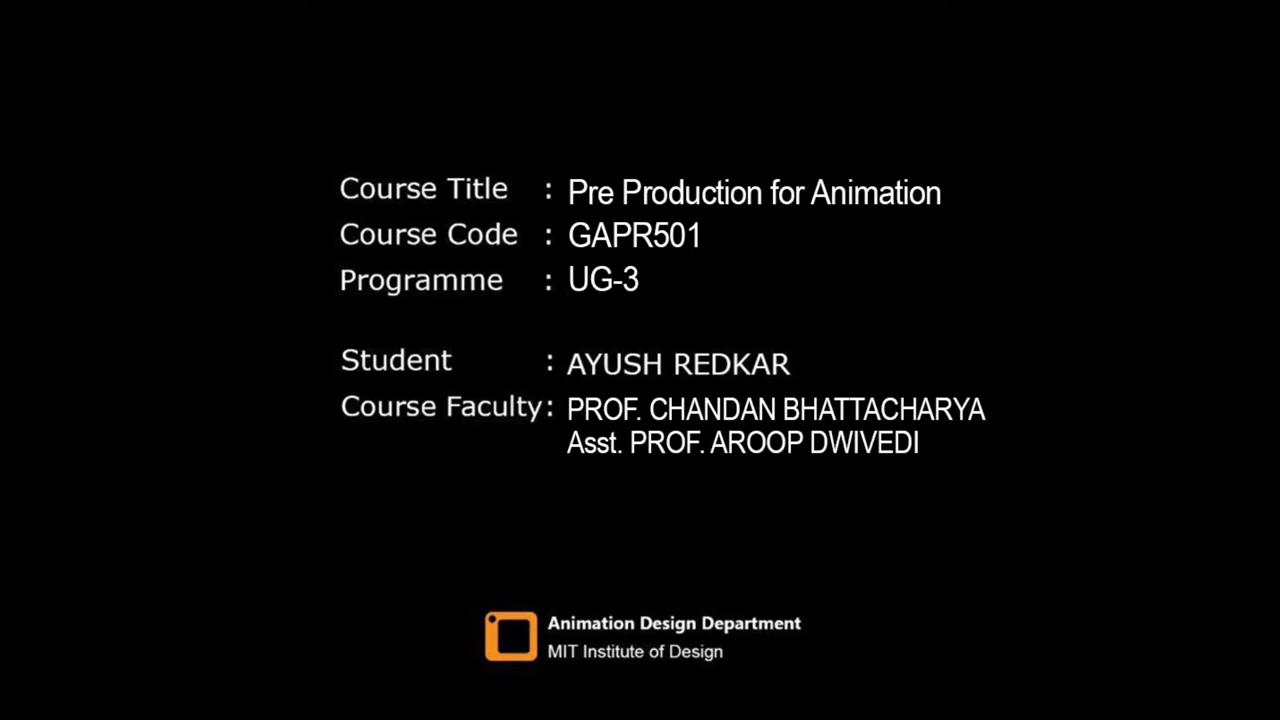 Course Title : Pre Production for Animation
Course Code : GAPR501
Programme : UG-3
Student : AYUSH REDKAR
Course Faculty: PROF. CHANDAN BHATTACHARYA
Asst. PROF. AROOP DWIVEDI
Animation Design Department
MIT Institute of Design